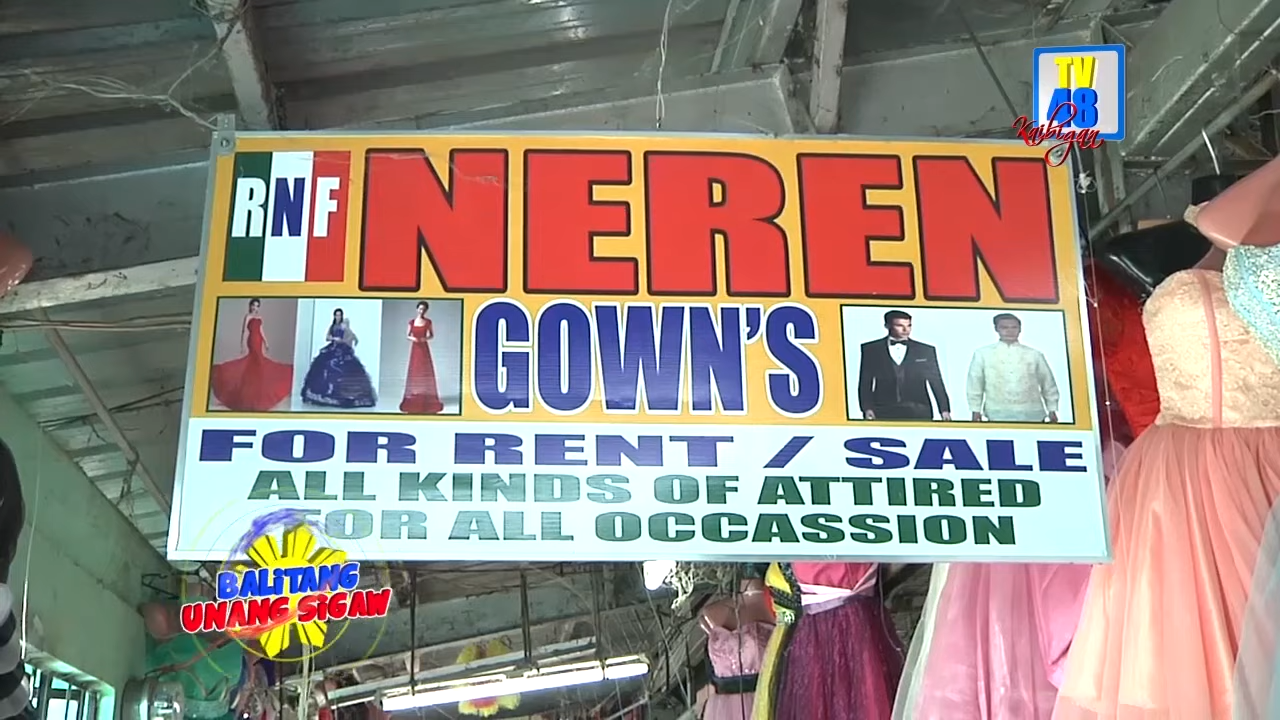 TV
48
Kaibigan
RNF
NEREN
GOWN'S
FOR RENT / SALE
ALL KINDS OF ATTIRED
FOR ALL OCCASSION
BALITANG
UNANG SIGAW